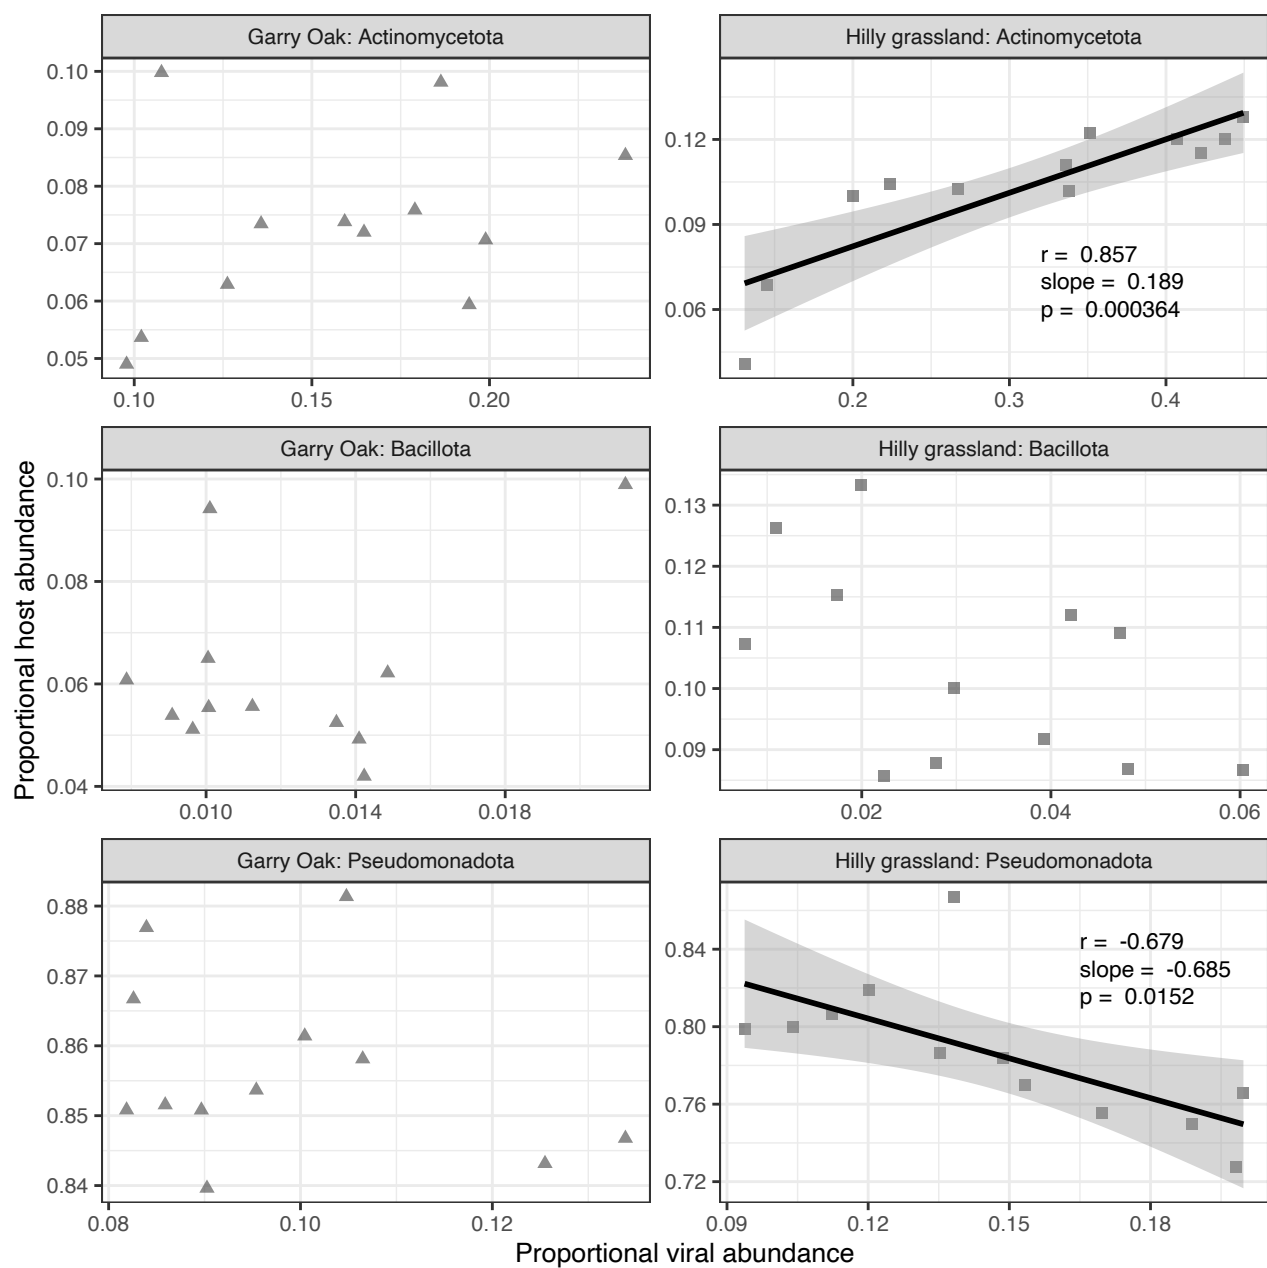 Garry Oak: Actinomycetota
0.10
0.09
0.08
0.07
0.06
0.05
0.10 0.15 0.20
Hilly grassland: Actinomycetota
0.12
0.09
0.06
r = 0.857
slope = 0.189
p = 0.000364
0.2 0.3 0.4
Proportional host abundance
Garry Oak: Bacillota
0.10
0.08
0.06
0.04
0.010 0.014 0.018
Hilly grassland: Bacillota
0.13
0.12
0.11
0.10
0.09
0.02 0.04 0.06
Garry Oak: Pseudomonadota
0.88
0.87
0.86
0.85
0.84
0.08 0.10 0.12
Hilly grassland: Pseudomonadota
0.84
0.80
0.76
0.72
r = -0.679
slope = -0.685
p = 0.0152
0.09 0.12 0.15 0.18
Proportional viral abundance